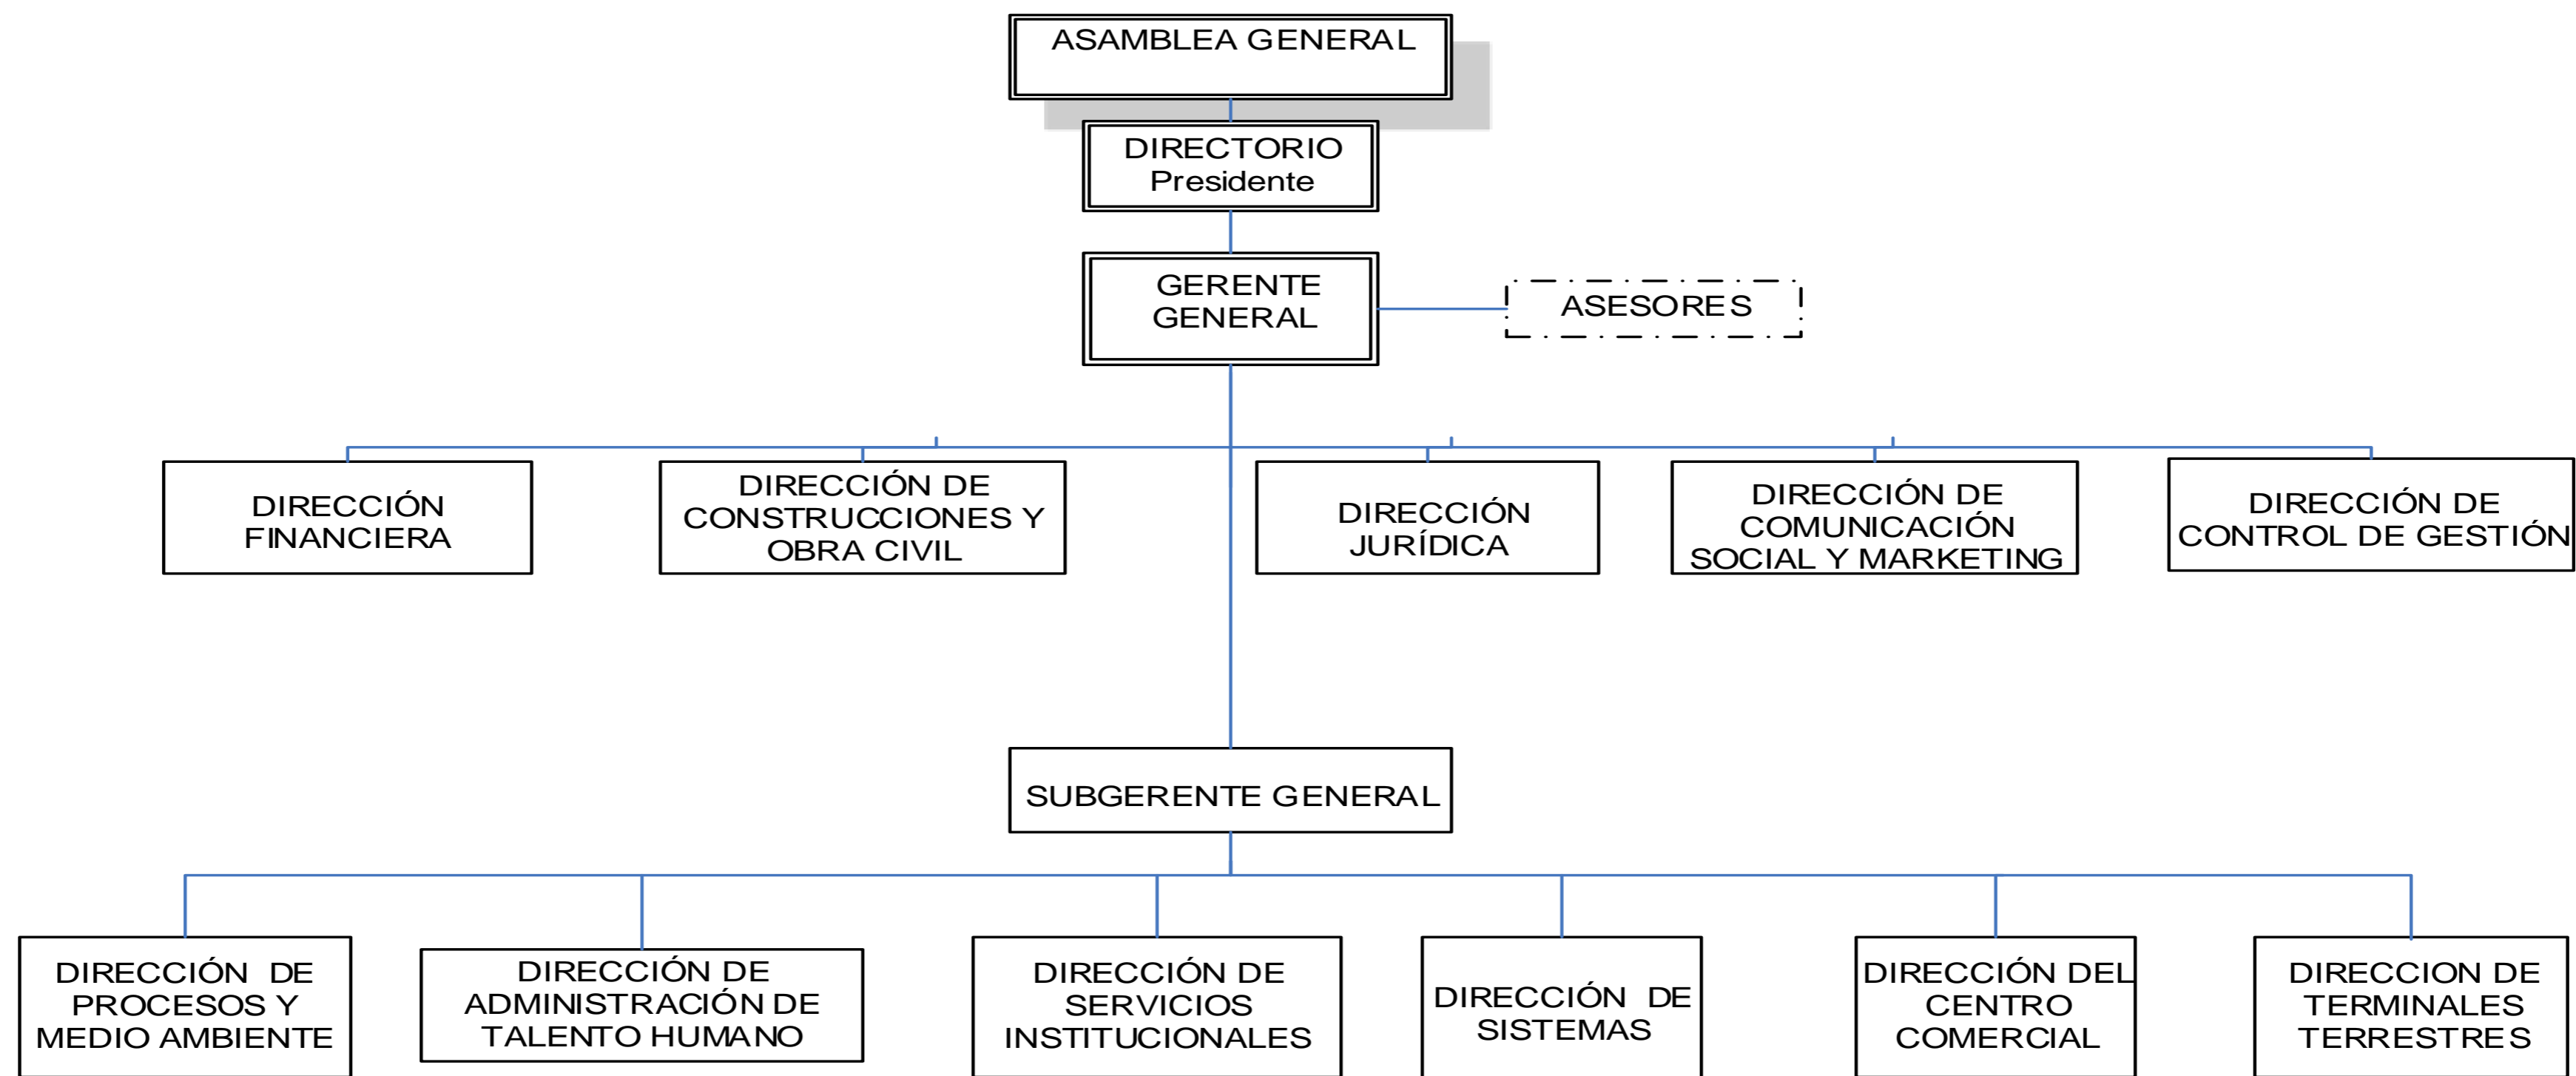 ASAMBLEA GENERAL
DIRECTORIO
Presidente
GERENTE
GENERAL
ASESORES
DIRECCIÓN
FINANCIERA
DIRECCIÓN DE
CONSTRUCCIONES Y
OBRA CIVIL
DIRECCIÓN
JURÍDICA
DIRECCIÓN DE
COMUNICACIÓN
SOCIAL Y MARKETING
DIRECCIÓN DE
CONTROL DE GESTIÓN
SUBGERENTE GENERAL
DIRECCIÓN DE
PROCESOS Y
MEDIO AMBIENTE
DIRECCIÓN DE
ADMINISTRACIÓN DE
TALENTO HUMANO
DIRECCIÓN DE
SERVICIOS
INSTITUCIONALES
DIRECCIÓN DE
SISTEMAS
DIRECCIÓN DEL
CENTRO
COMERCIAL
DIRECCION DE
TERMINALES
TERRESTRES